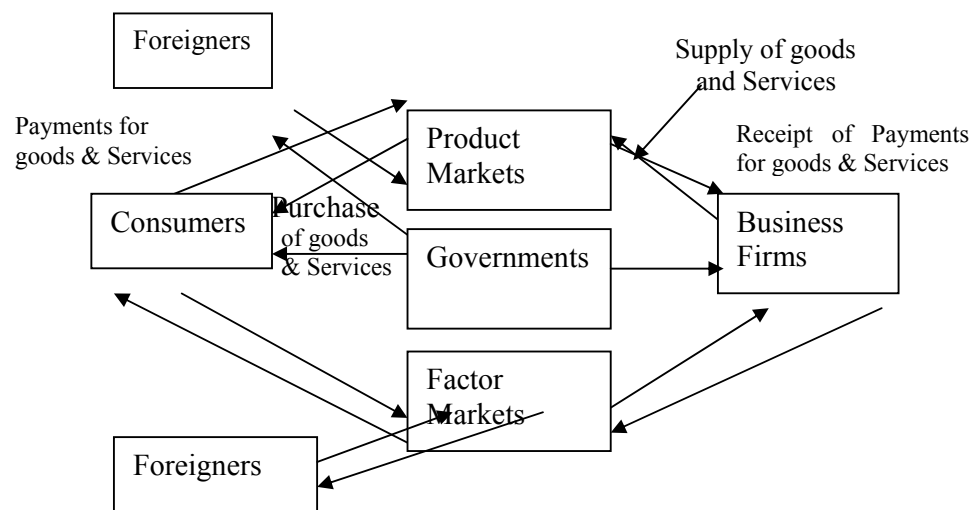 Foreigners
Supply of goods
and Services
Payments for
goods & Services
Product
Markets
Receipt of Payments
for goods & Services
Consumers
Purchase
of goods
& Services
Governments
Business
Firms
Factor
Markets
Foreigners